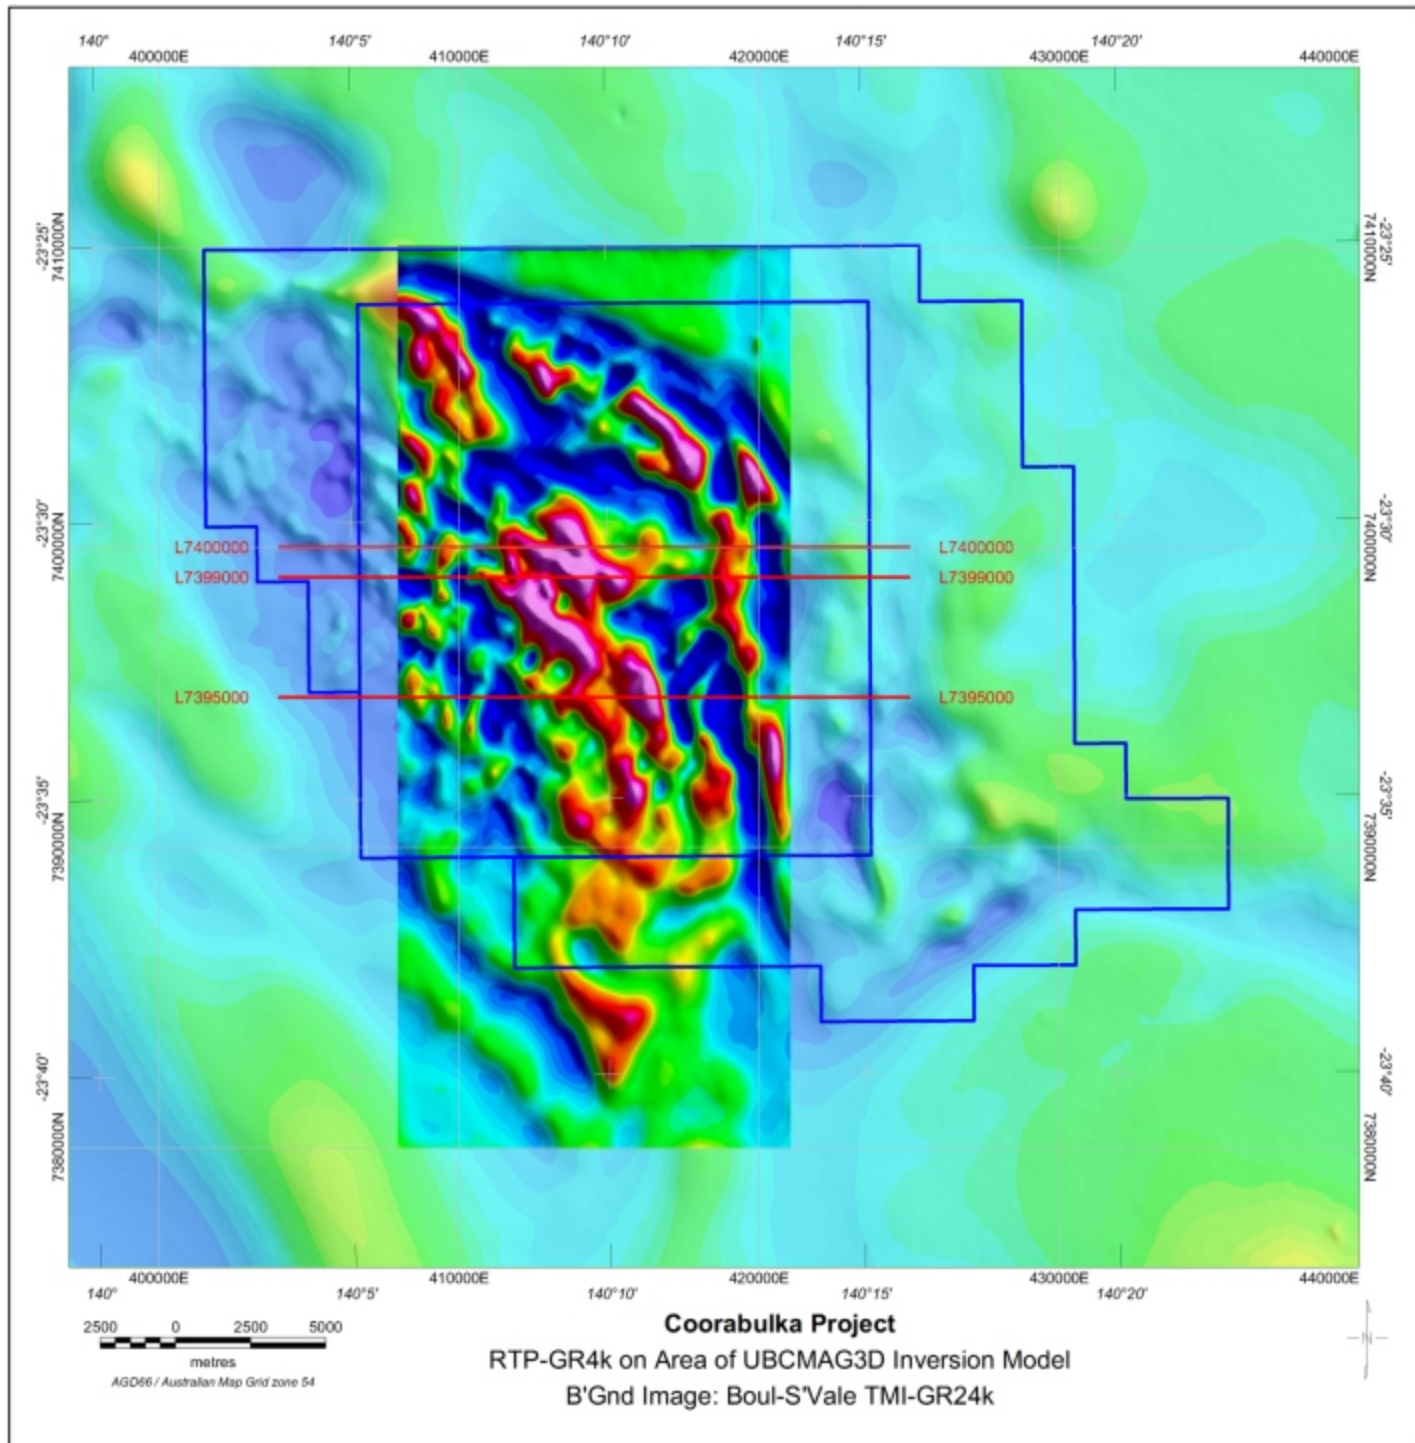 140° 140°5' 140°10' 140°15' 140°20'
400000E 410000E 420000E 430000E 440000E
-23°25' 7410000N 7410000N -23°25'
-23°30' 7400000N 7400000N -23°30'
L7400000 L7400000
L7399000 L7399000
L7395000 L7395000
-23°35' 7390000N 7390000N -23°35'
-23°40' 7380000N 7380000N -23°40'
400000E 410000E 420000E 430000E 440000E
140° 140°5' 140°10' 140°15' 140°20'
2500 0 2500 5000
metres
AGD66 / Australian Map Grid zone 54
Coorabulka Project
RTP-GR4k on Area of UBCMAG3D Inversion Model
B'Gnd Image: Boul-S'Vale TMI-GR24k
N